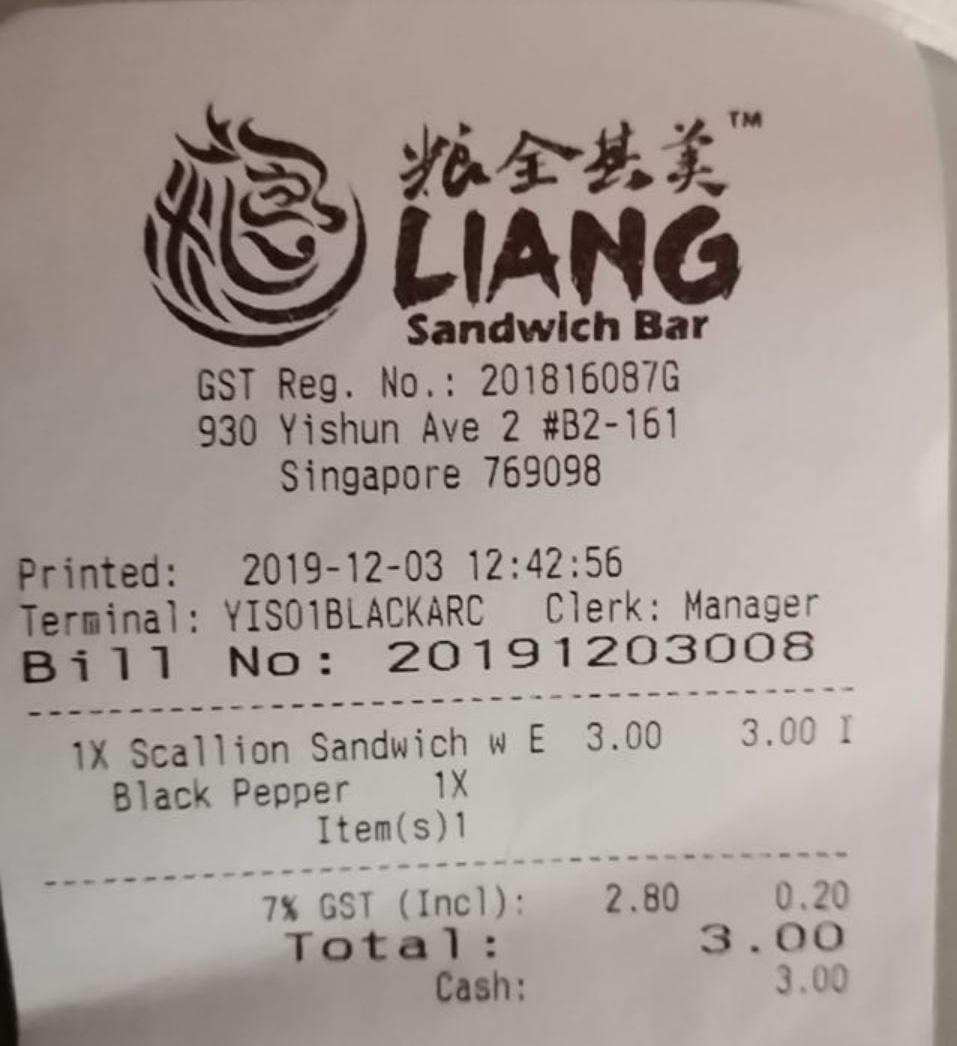 粮全其美™
LIANG
Sandwich Bar
GST Reg. No.: 201816087G
930 Yishun Ave 2 #B2-161
Singapore 769098
Printed: 2019-12-03 12:42:56
Terminal: YIS01BLACKARC Clerk: Manager
Bill No: 20191203008
1X Scallion Sandwich w E 3.00 3.00 I
Black Pepper 1X
Item(s)1
7% GST (Incl): 2.80 0.20
Total: 3.00
Cash: 3.00